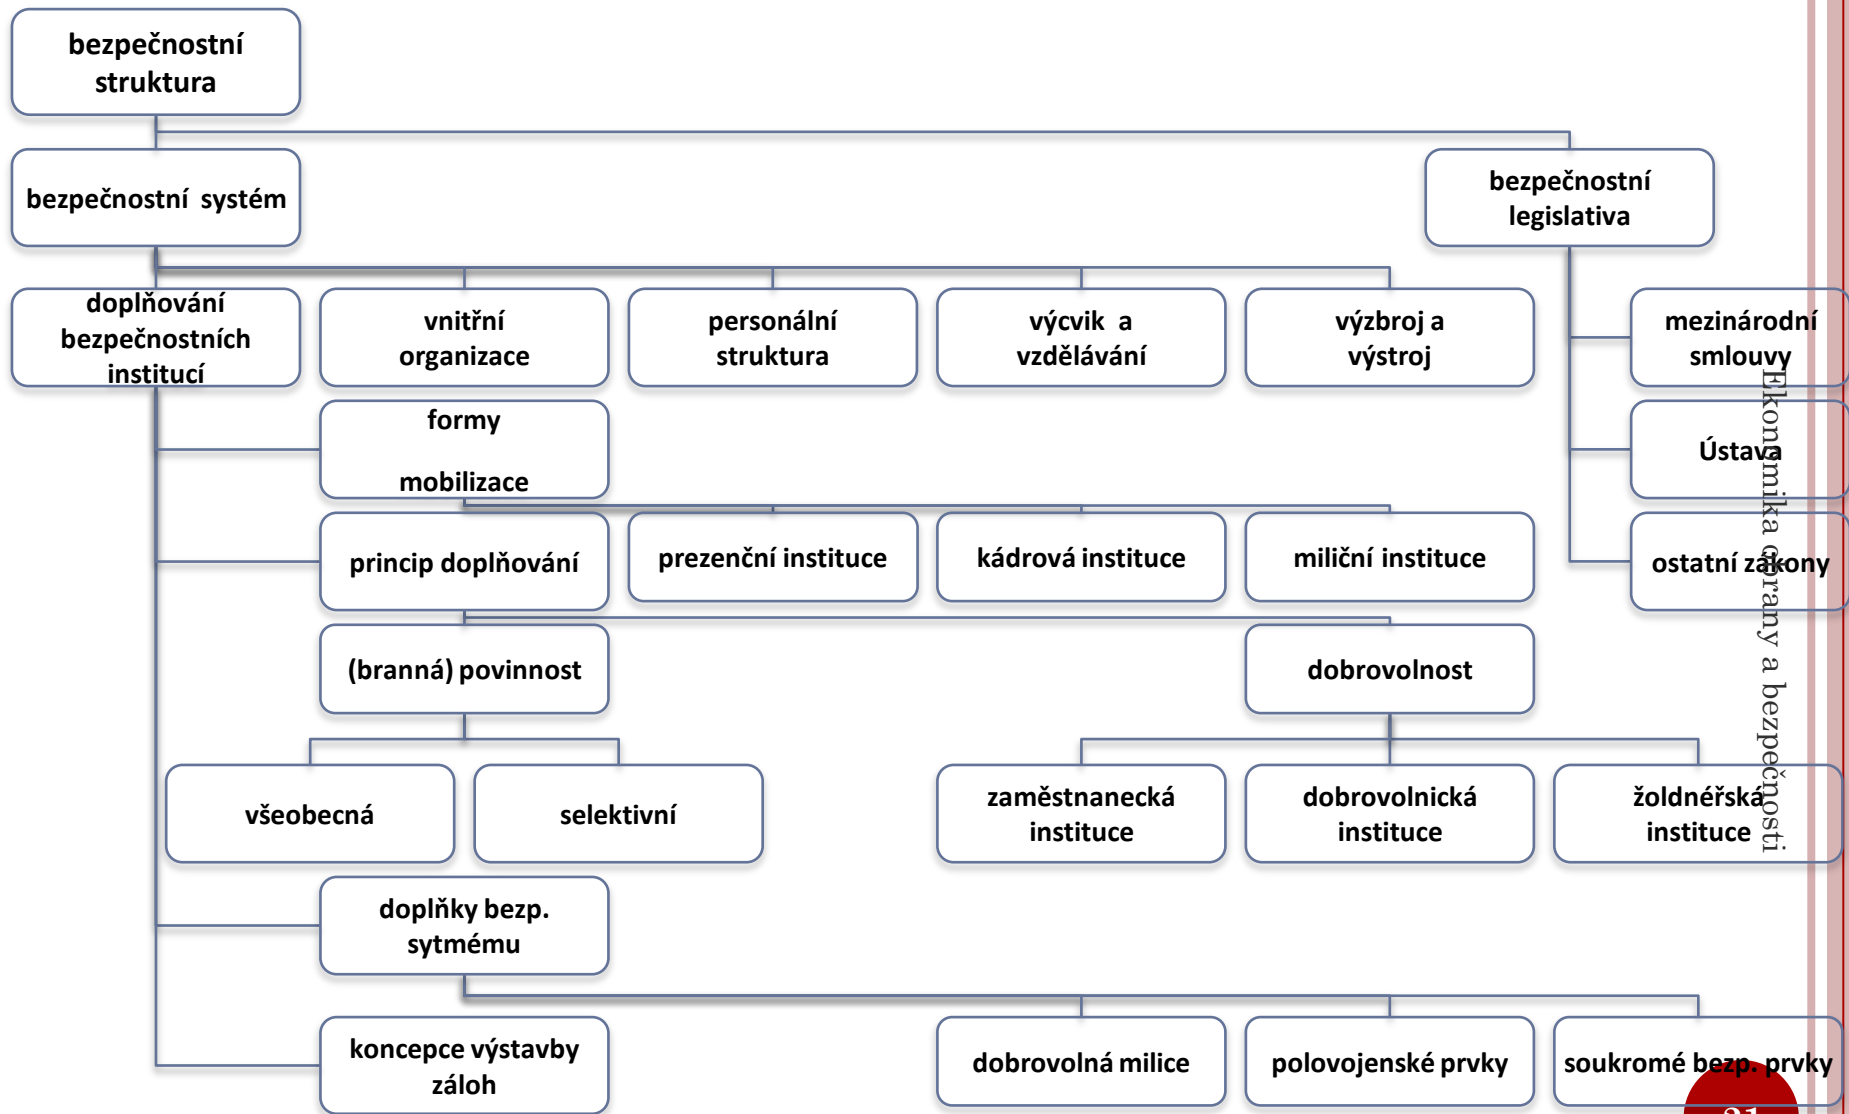 bezpečnostní
struktura
bezpečnostní systém
bezpečnostní
legislativa
doplňování
bezpečnostních
institucí
vnitřní
organizace
personální
struktura
výcvik a
vzdělávání
výzbroj a
výstroj
mezinárodní
smlouvy
formy
mobilizace
Ústava
princip doplňování
prezenční instituce
kádrová instituce
miliční instituce
ostatní zákony
(branná) povinnost
dobrovolnost
všeobecná
selektivní
zaměstnanecká
instituce
dobrovolnická
instituce
žoldnéřská
instituce
doplňky bezp.
sytmému
koncepce výstavby
záloh
dobrovolná milice
polovojenské prvky
soukromé bezp. prvky
Ekonomika obrany a bezpečnosti